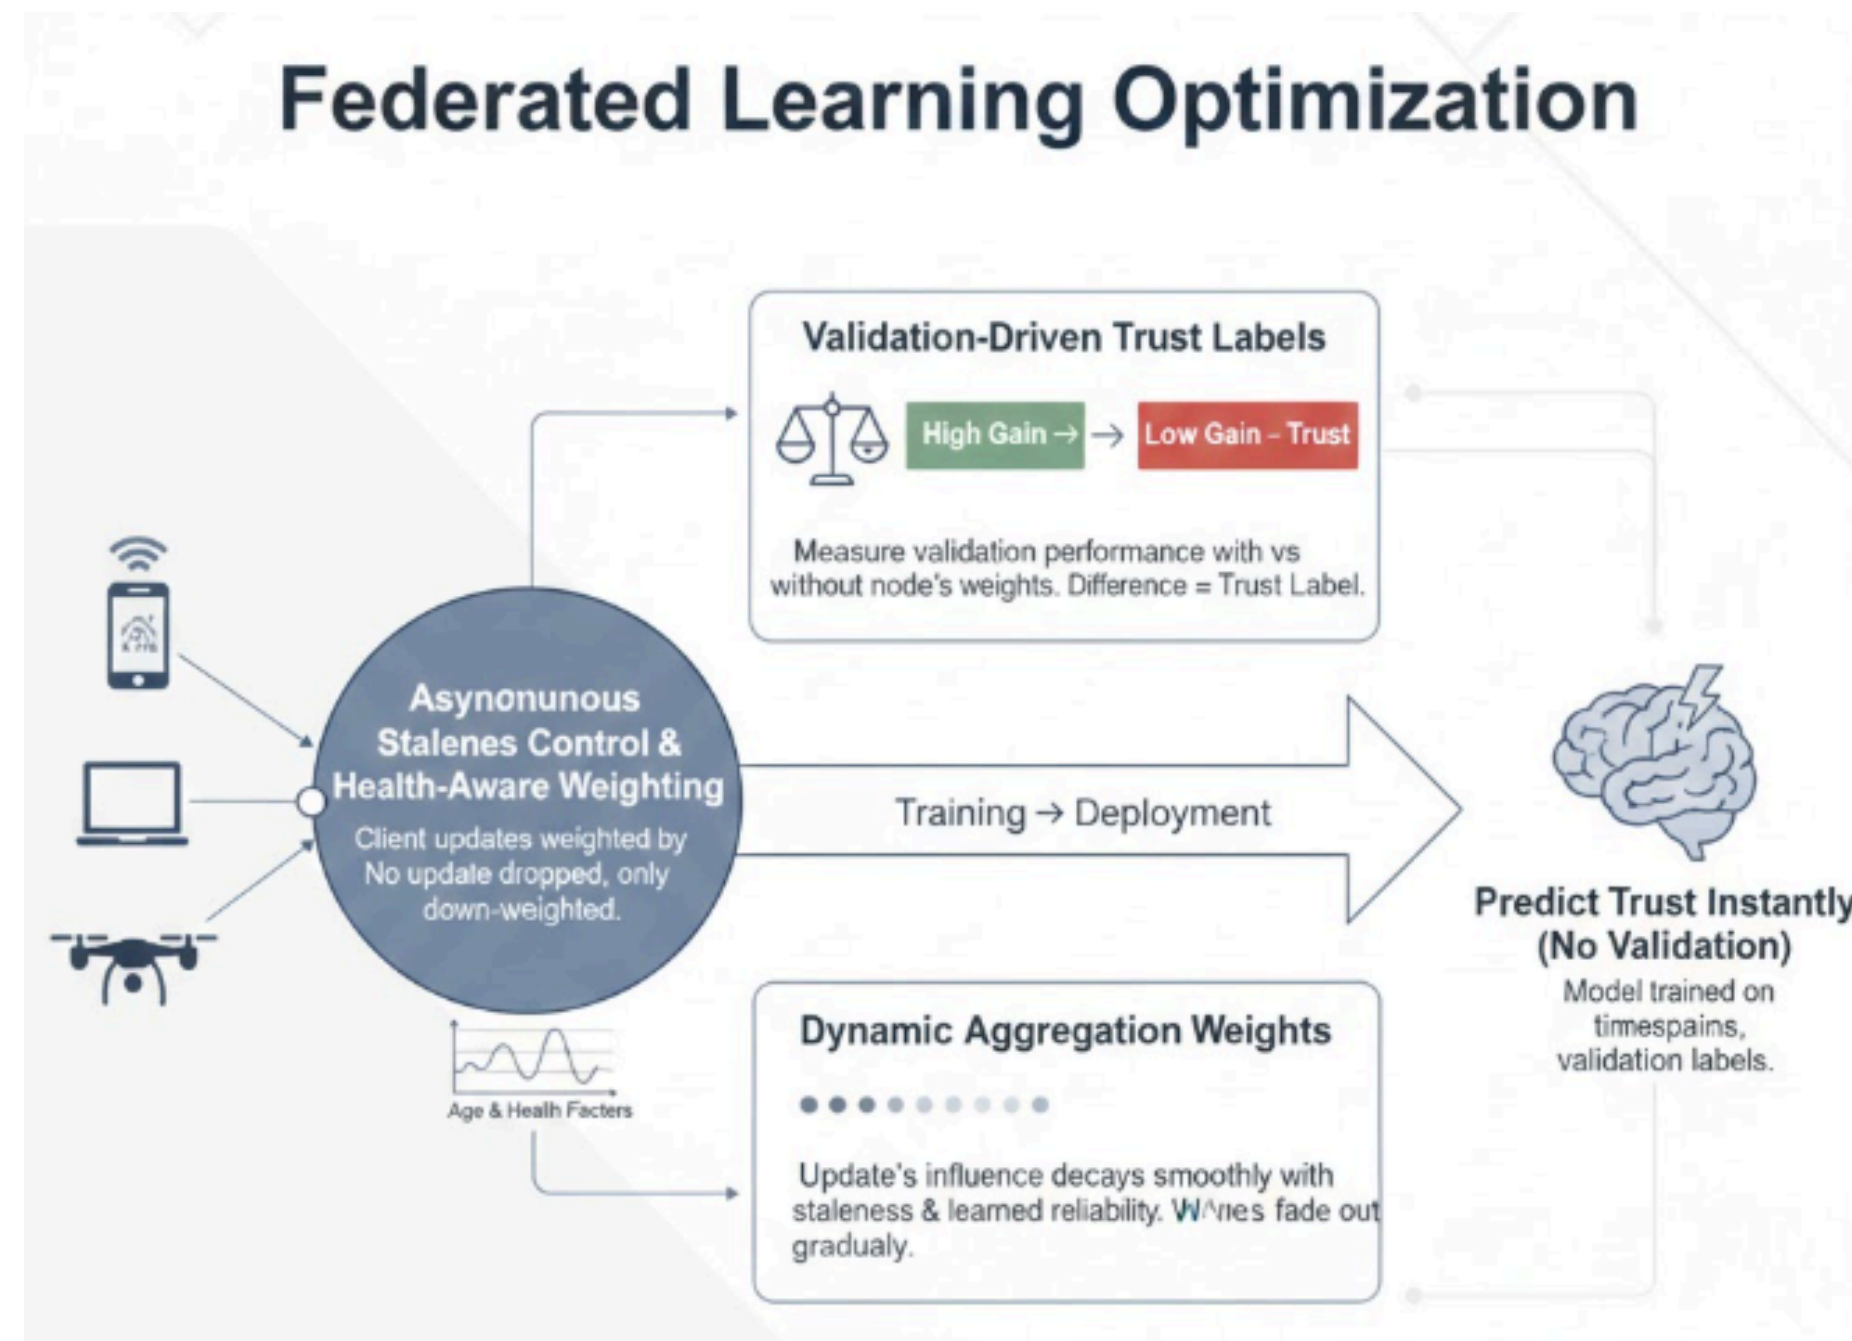 Federated Learning Optimization
Validation-Driven Trust Labels
High Gain → → Low Gain – Trust
Measure validation performance with vs
without node's weights. Difference = Trust Label.
Asynonunous
Stalenes Control &
Health-Aware Weighting
Client updates weighted by
No update dropped, only
down-weighted.
Training → Deployment
Predict Trust Instantly
(No Validation)
Model trained on
timespains,
validation labels.
Age & Healih Facters
Dynamic Aggregation Weights
Update's influence decays smoothly with
staleness & learned reliability. fade out
gradualy.